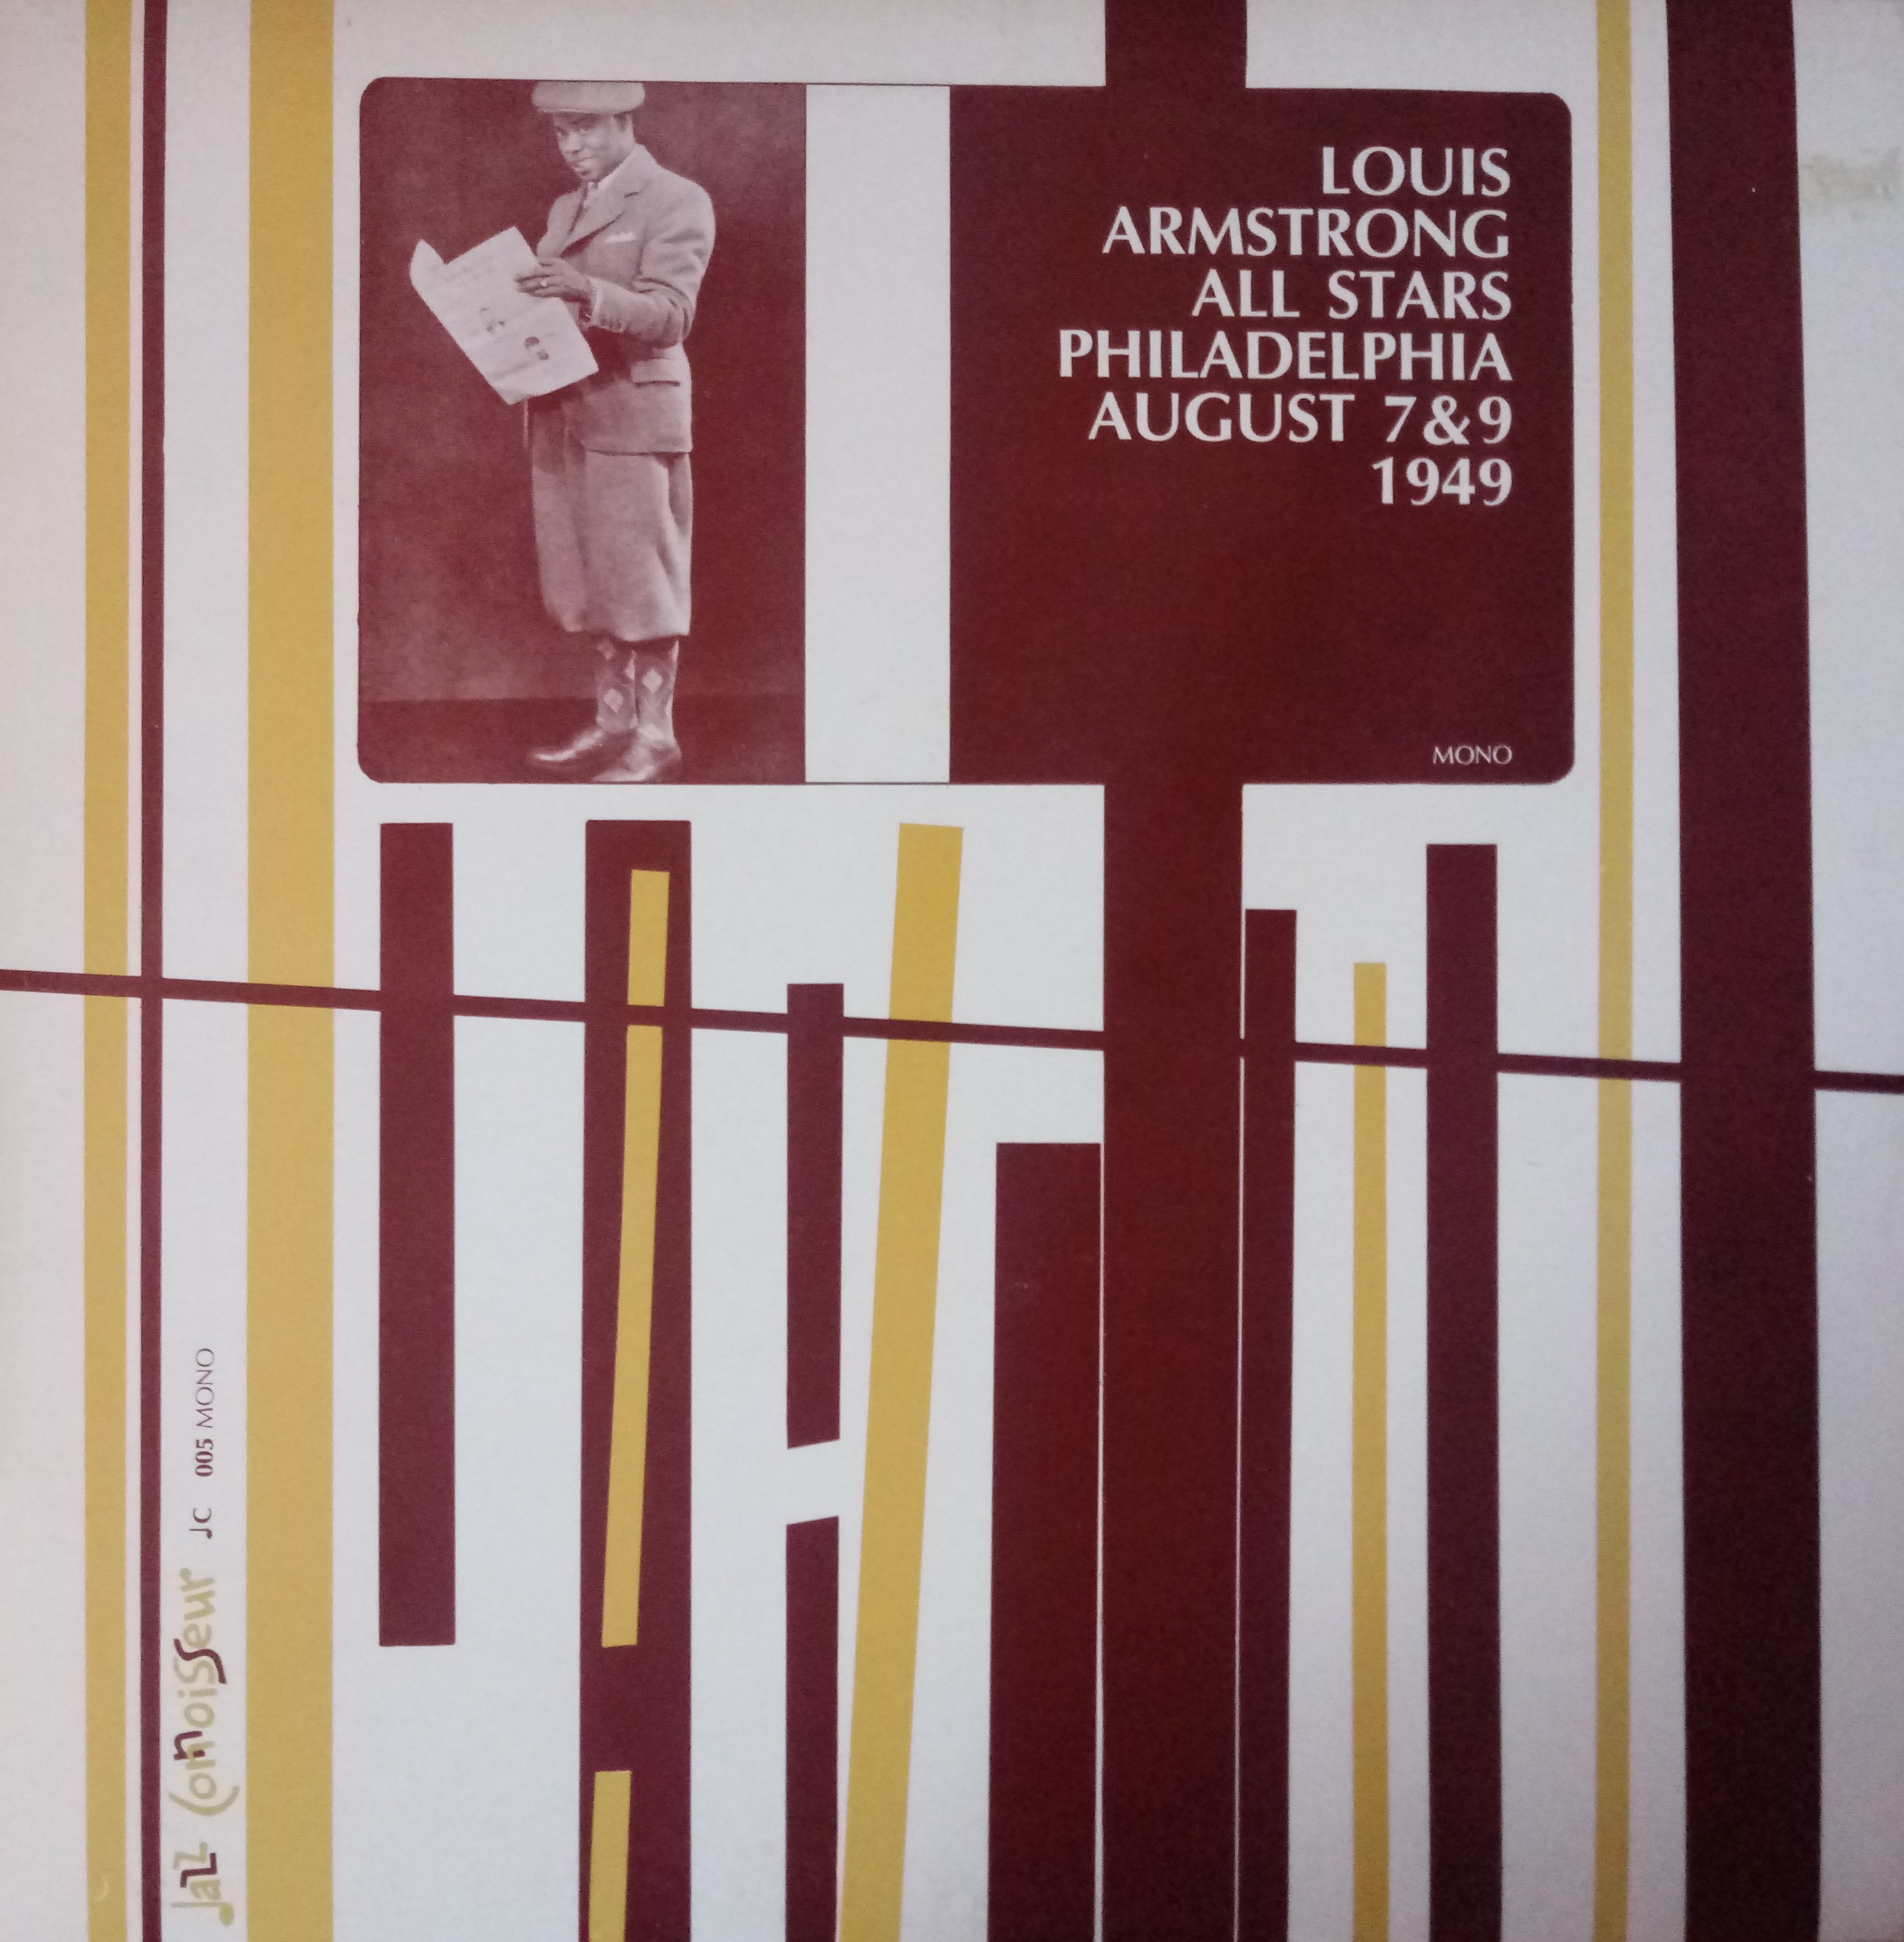 LOUIS
ARMSTRONG
ALL STARS
PHILADELPHIA
AUGUST 7&9
1949
MONO
Jazz Connoisseur JC 005 MONO